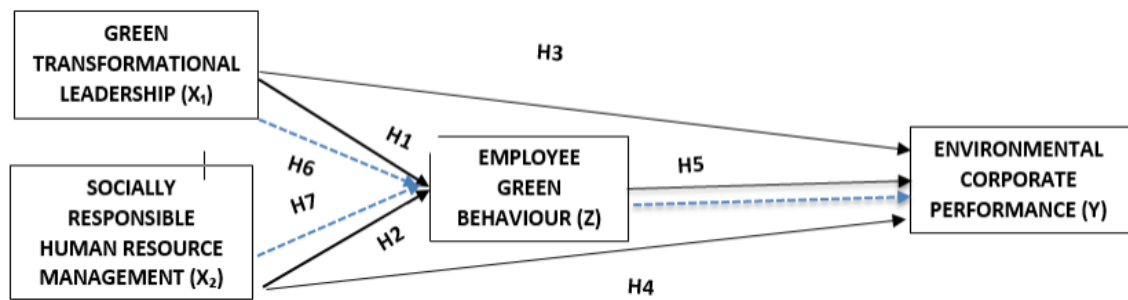 GREEN
TRANSFORMATIONAL
LEADERSHIP (X₁)
H3
H1
H6
H7
H2
SOCIALLY
RESPONSIBLE
HUMAN RESOURCE
MANAGEMENT (X₂)
EMPLOYEE
GREEN
BEHAVIOUR (Z)
H5
H4
ENVIRONMENTAL
CORPORATE
PERFORMANCE (Y)